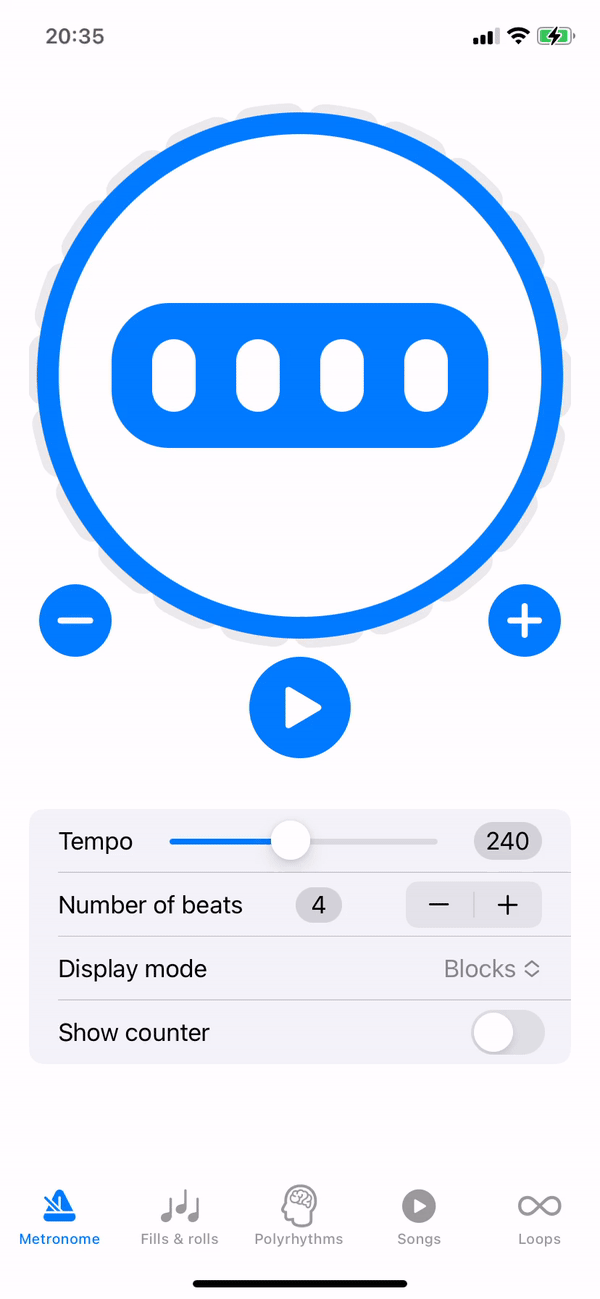 20:35
Tempo 240
Number of beats 4
Display mode Blocks
Show counter
Metronome Fills & rolls Polyrhythms Songs Loops